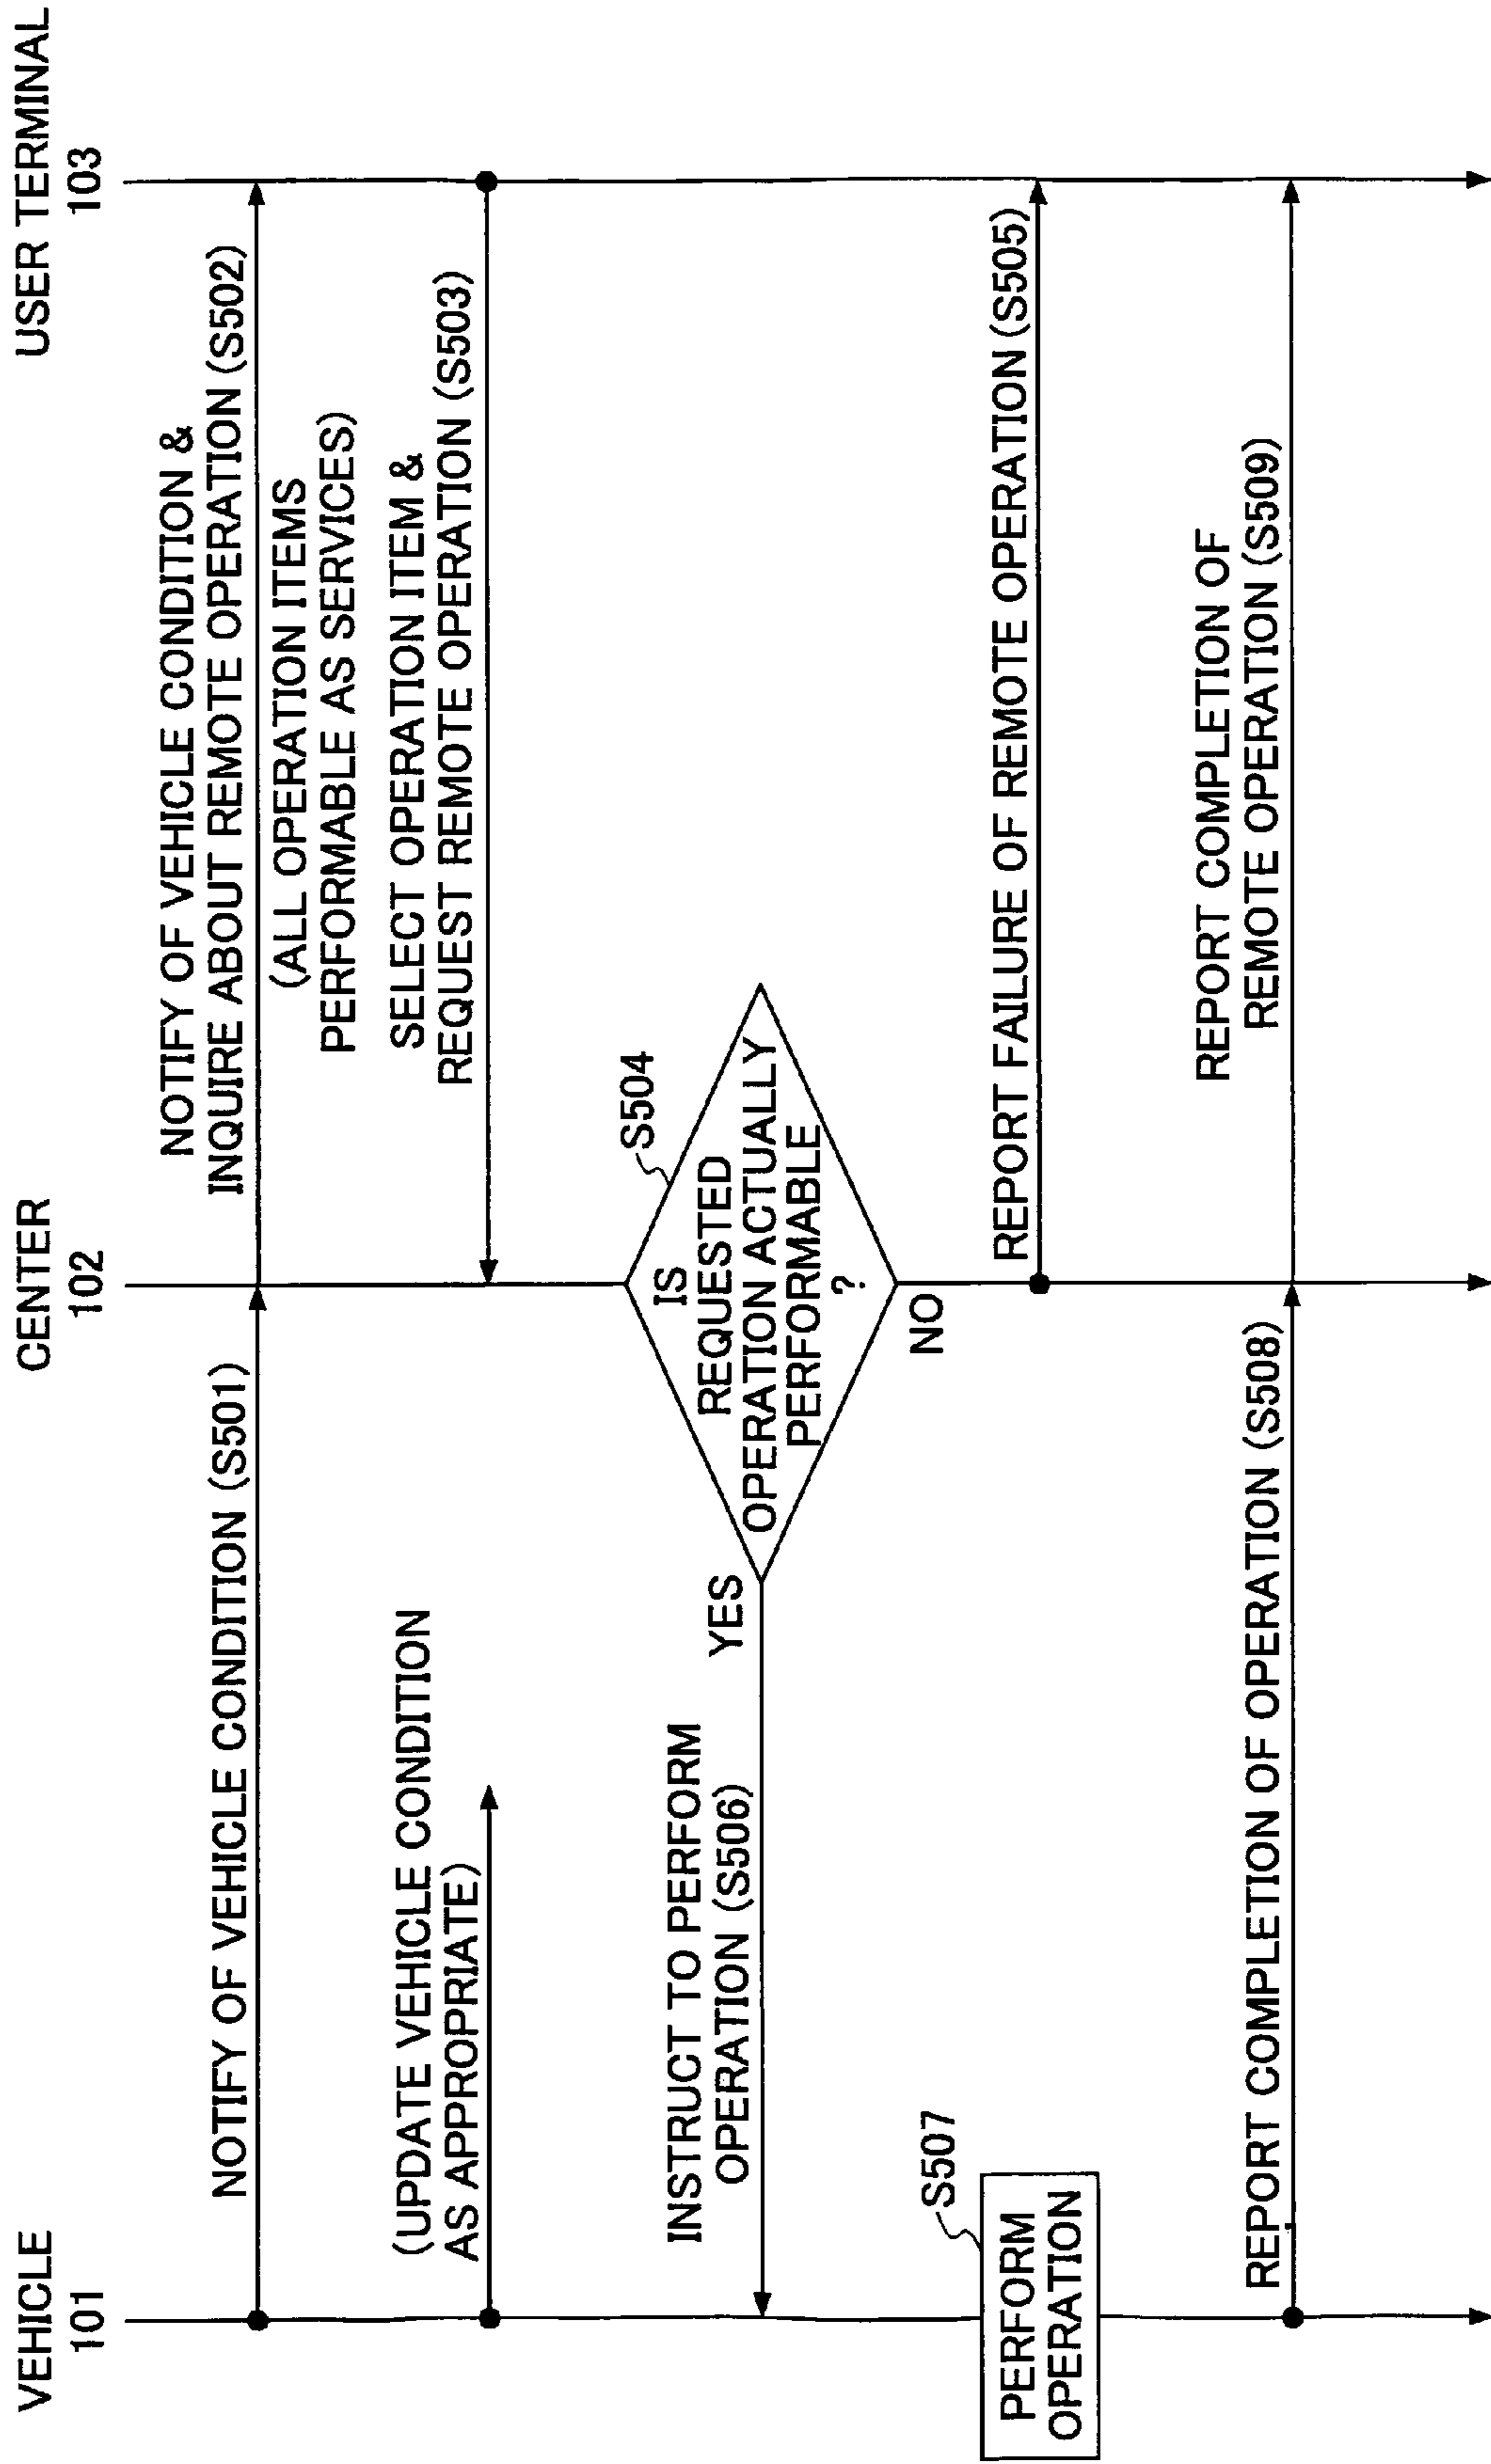 VEHICLE
101
CENTER
102
USER TERMINAL
103
NOTIFY OF VEHICLE CONDITION (S501)
NOTIFY OF VEHICLE CONDITION &
INQUIRE ABOUT REMOTE OPERATION (S502)
(ALL OPERATION ITEMS
PERFORMABLE AS SERVICES)
(UPDATE VEHICLE CONDITION
AS APPROPRIATE)
SELECT OPERATION ITEM &
REQUEST REMOTE OPERATION (S503)
S504
IS
REQUESTED
OPERATION ACTUALLY
PERFORMABLE
?
YES
NO
INSTRUCT TO PERFORM
OPERATION (S506)
REPORT FAILURE OF REMOTE OPERATION (S505)
S507
PERFORM
OPERATION
REPORT COMPLETION OF OPERATION (S508)
REPORT COMPLETION OF
REMOTE OPERATION (S509)